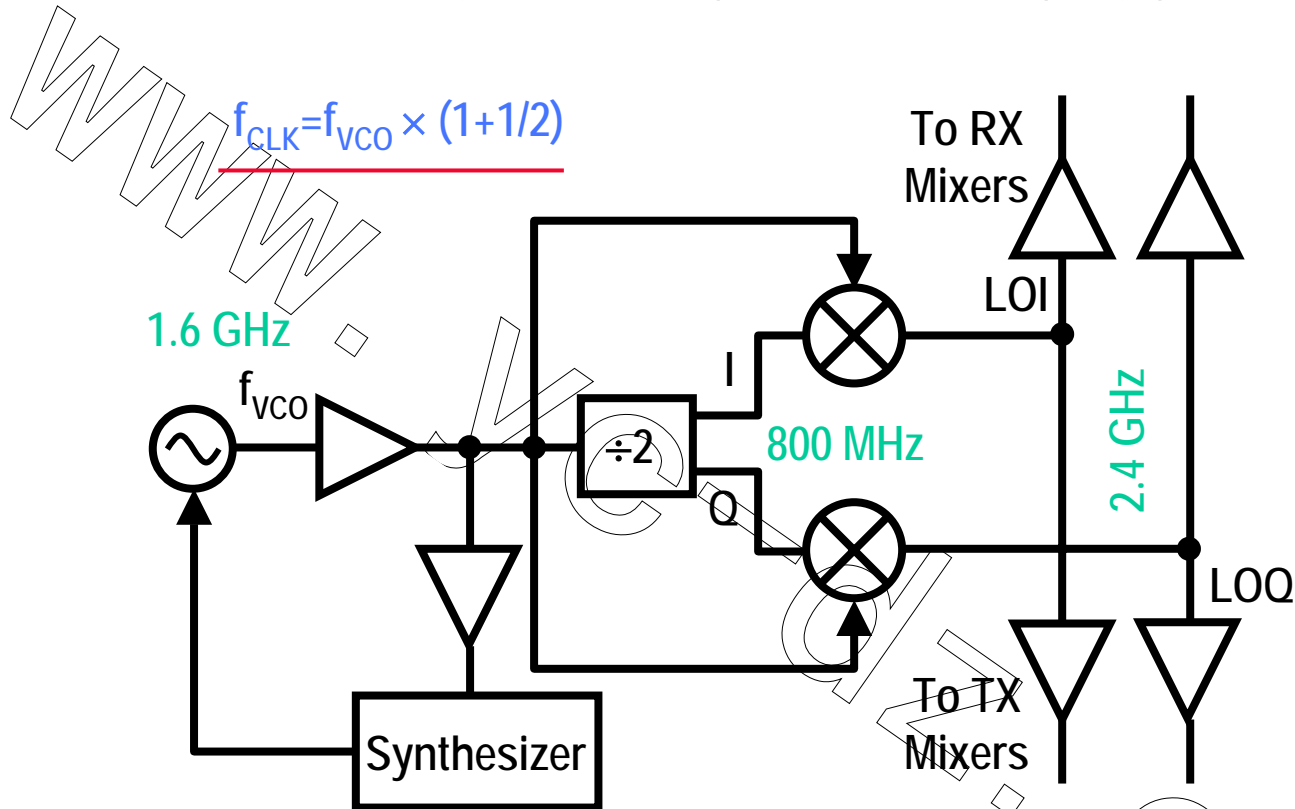 f_CLK=f_VCO × (1+1/2)
To RX
Mixers
LOI
1.6 GHz
f_VCO
I
÷2
800 MHz
Q
2.4 GHz
LOQ
Synthesizer
To TX
Mixers